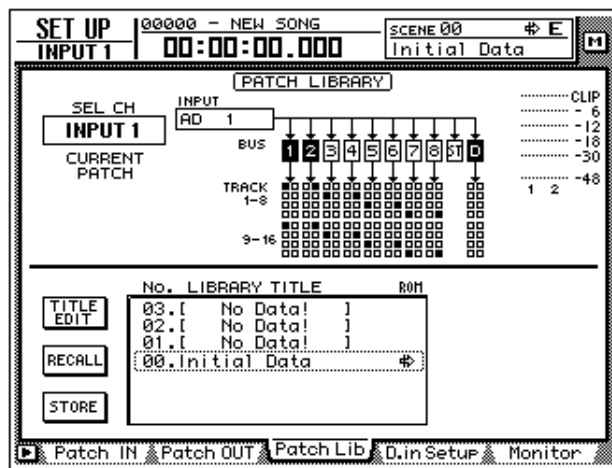 SET UP
INPUT 1
00000 - NEW SONG
00:00:00.000
SCENE 00 E
Initial Data
M
PATCH LIBRARY
SEL CH
INPUT 1
CURRENT
PATCH
INPUT
AD 1
BUS
1 2 3 4 5 6 7 8 ST D
TRACK
1-8
9-16
CLIP
- 6
-12
-18
-30
-48
1 2
No. LIBRARY TITLE ROM
03.[ No Data! ]
02.[ No Data! ]
01.[ No Data! ]
00.Initial Data
TITLE
EDIT
RECALL
STORE
Patch IN Patch OUT Patch Lib D.in Setup Monitor